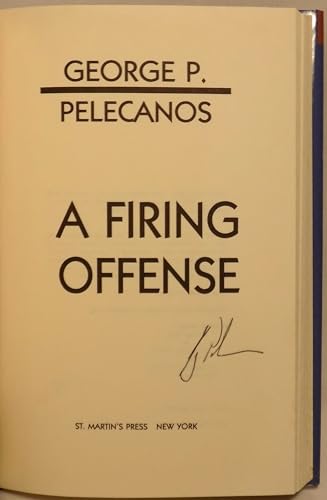 GEORGE P.
PELECANOS
A FIRING
OFFENSE
ST. MARTIN'S PRESS NEW YORK